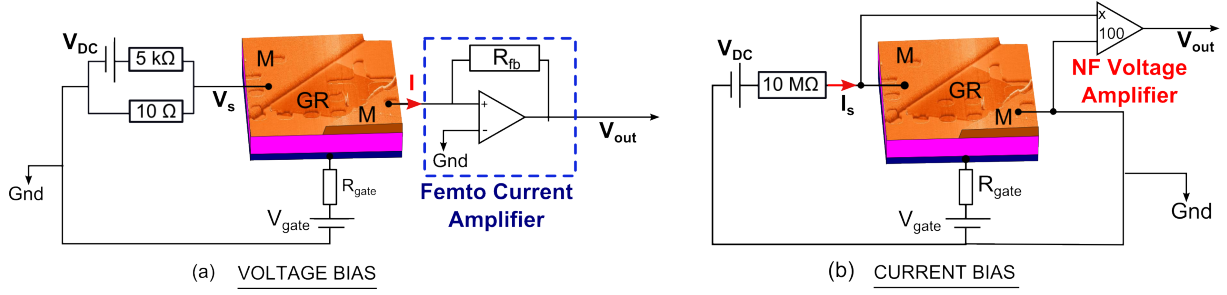 V_DC
5 kΩ
10 Ω
V_s
M
GR
M
I
R_fb
+
-
Gnd
V_out
Femto Current
Amplifier
Gnd
R_gate
V_gate
(a) VOLTAGE BIAS
V_DC
10 MΩ
I_s
M
GR
M
x
100
V_out
NF Voltage
Amplifier
R_gate
V_gate
Gnd
(b) CURRENT BIAS